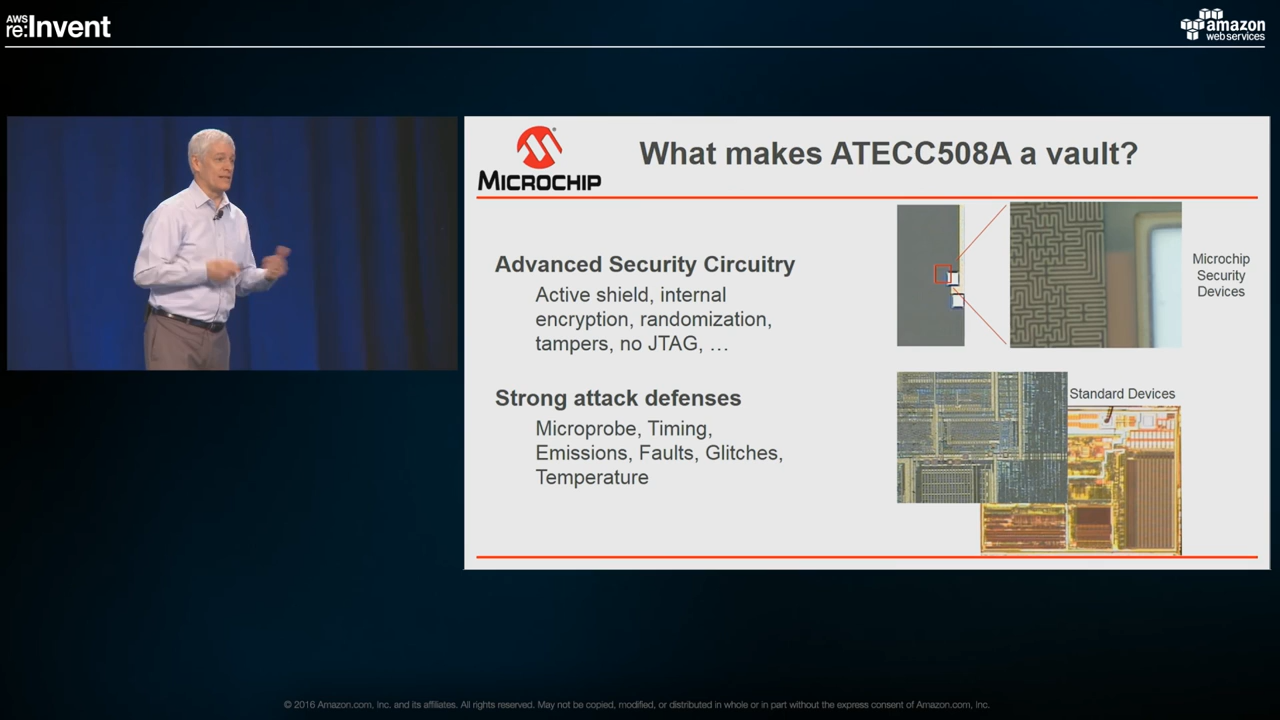 AWS
re:Invent
amazon
web services
MICROCHIP
What makes ATECC508A a vault?
Advanced Security Circuitry
Active shield, internal
encryption, randomization,
tampers, no JTAG, …
Strong attack defenses
Microprobe, Timing,
Emissions, Faults, Glitches,
Temperature
Microchip
Security
Devices
Standard Devices
© 2016 Amazon.com, Inc. and its affiliates. All rights reserved. May not be copied, modified, or distributed in whole or in part without the express consent of Amazon.com, Inc.